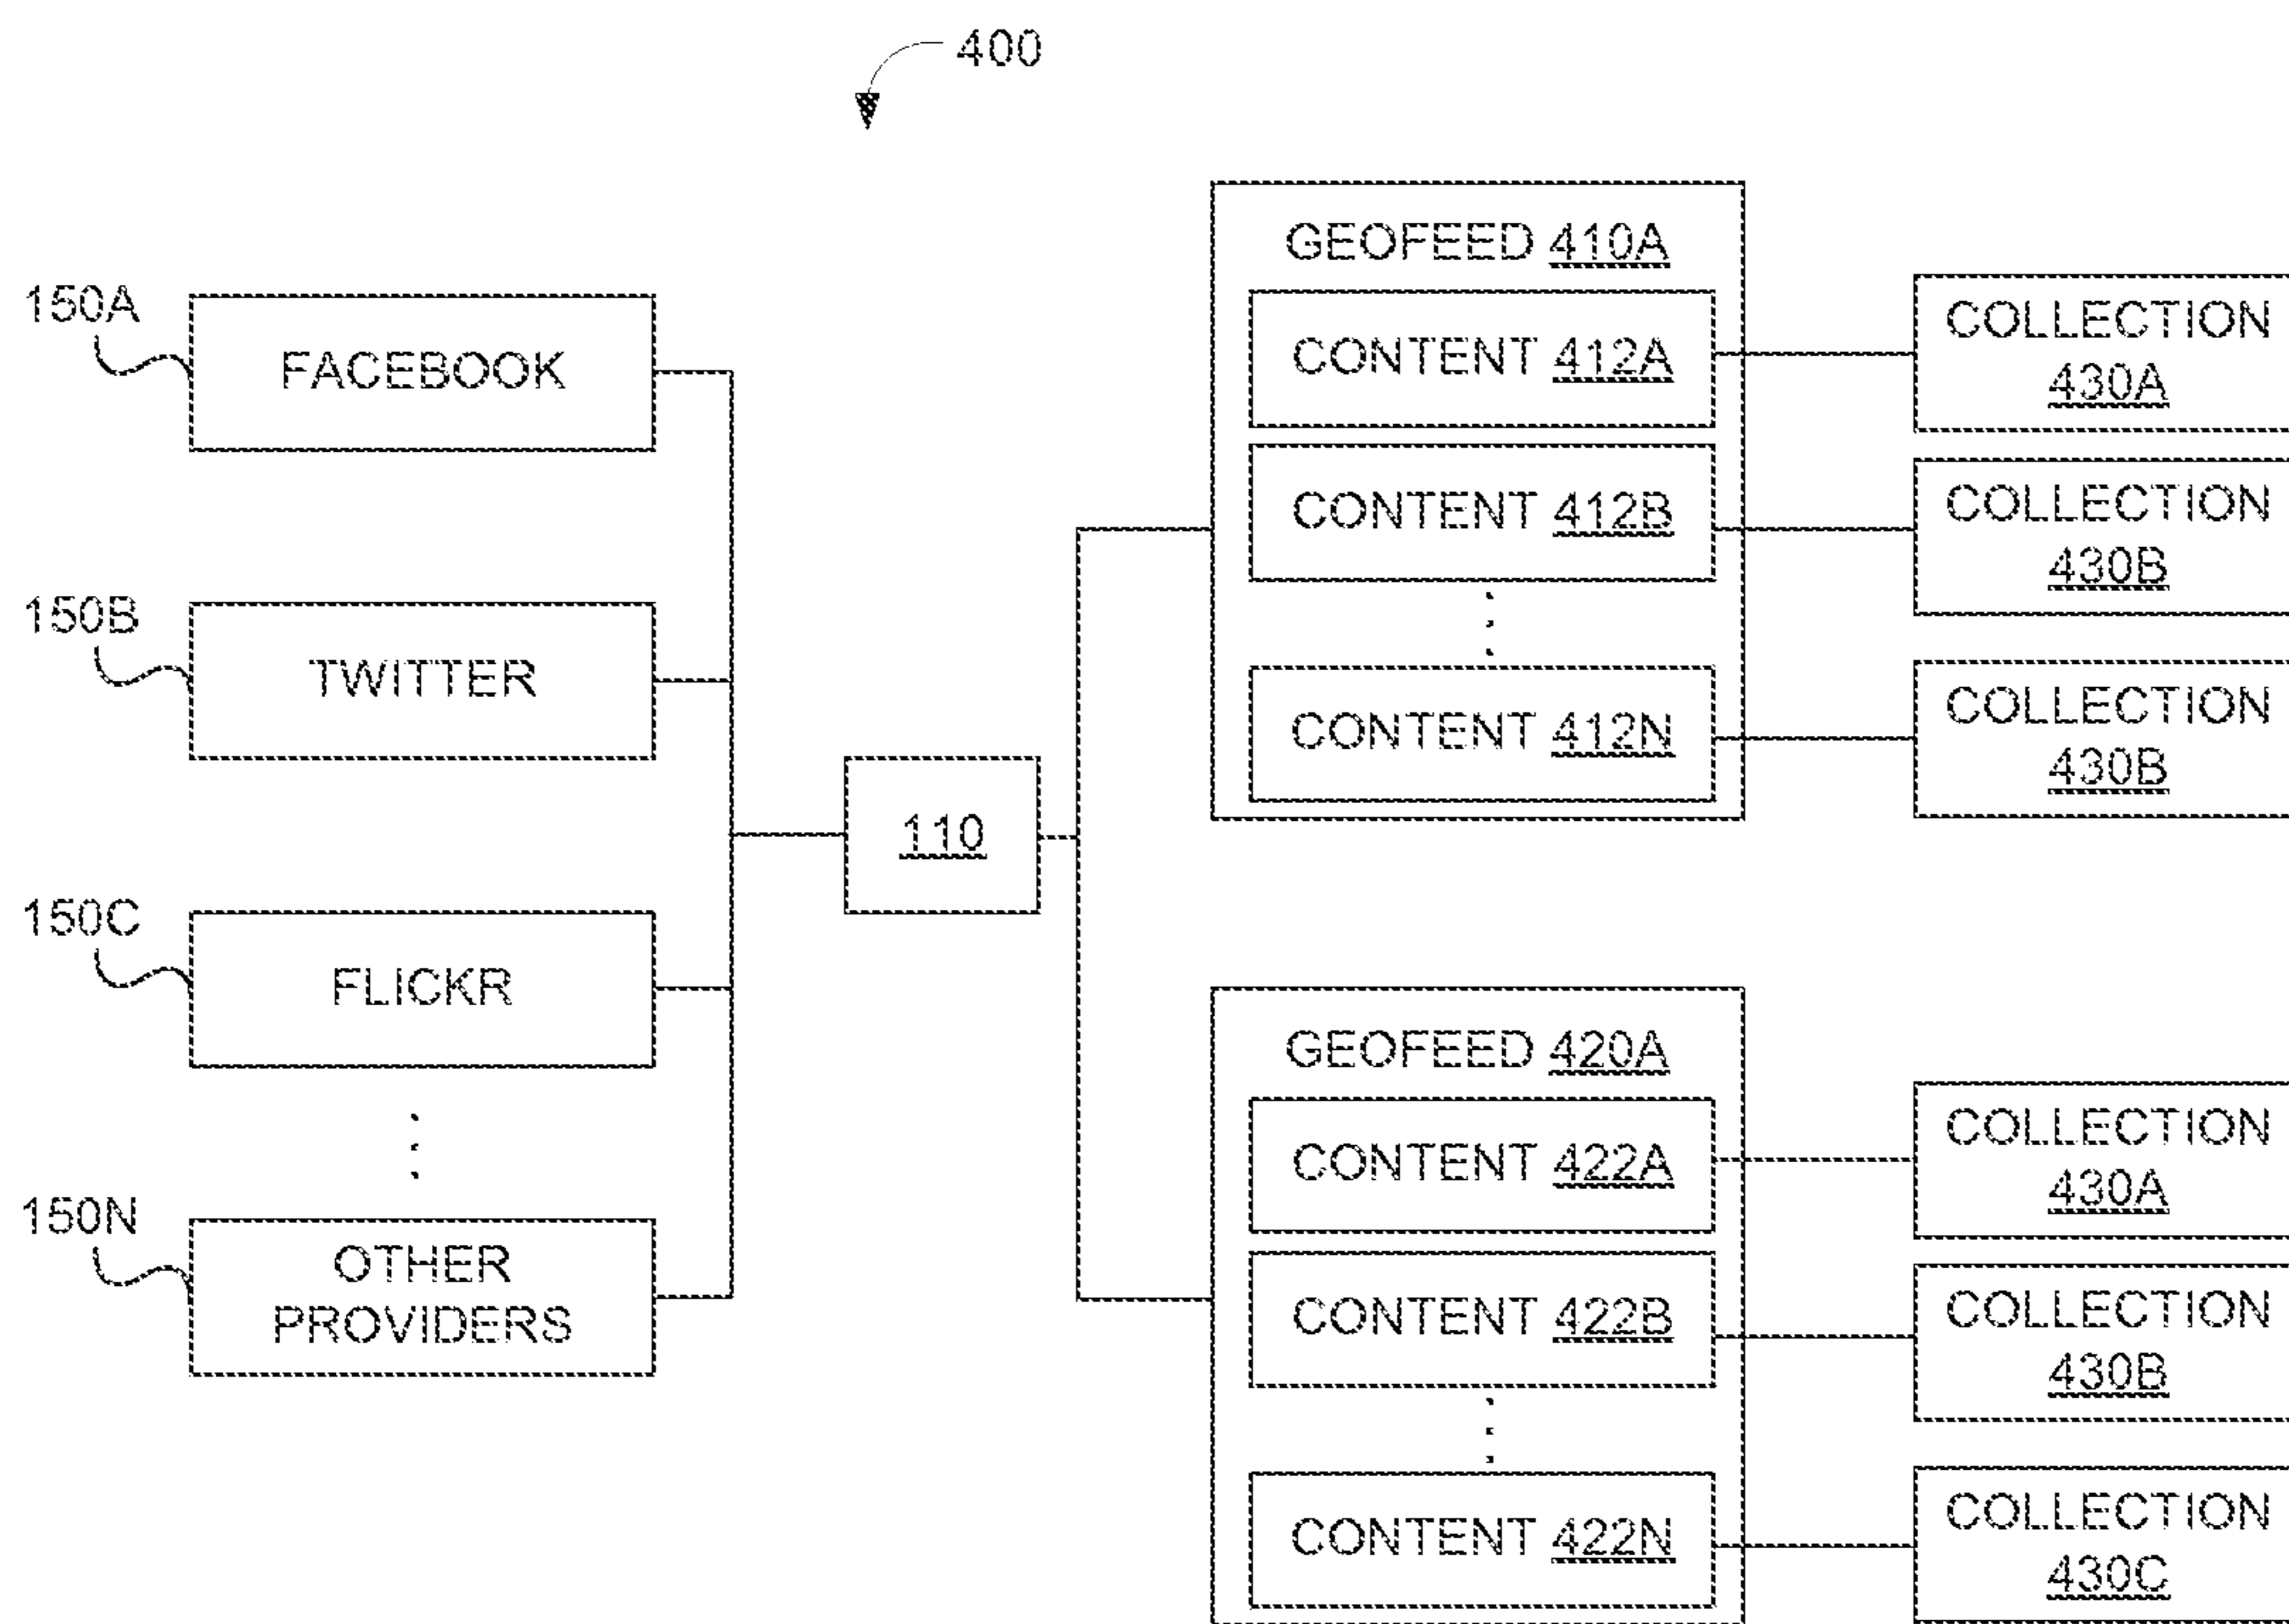 400
150A
FACEBOOK
150B
TWITTER
150C
FLICKR
150N
OTHER
PROVIDERS
110
GEOFEED 410A
CONTENT 412A
CONTENT 412B
CONTENT 412N
COLLECTION
430A
COLLECTION
430B
COLLECTION
430B
GEOFEED 420A
CONTENT 422A
CONTENT 422B
CONTENT 422N
COLLECTION
430A
COLLECTION
430B
COLLECTION
430C